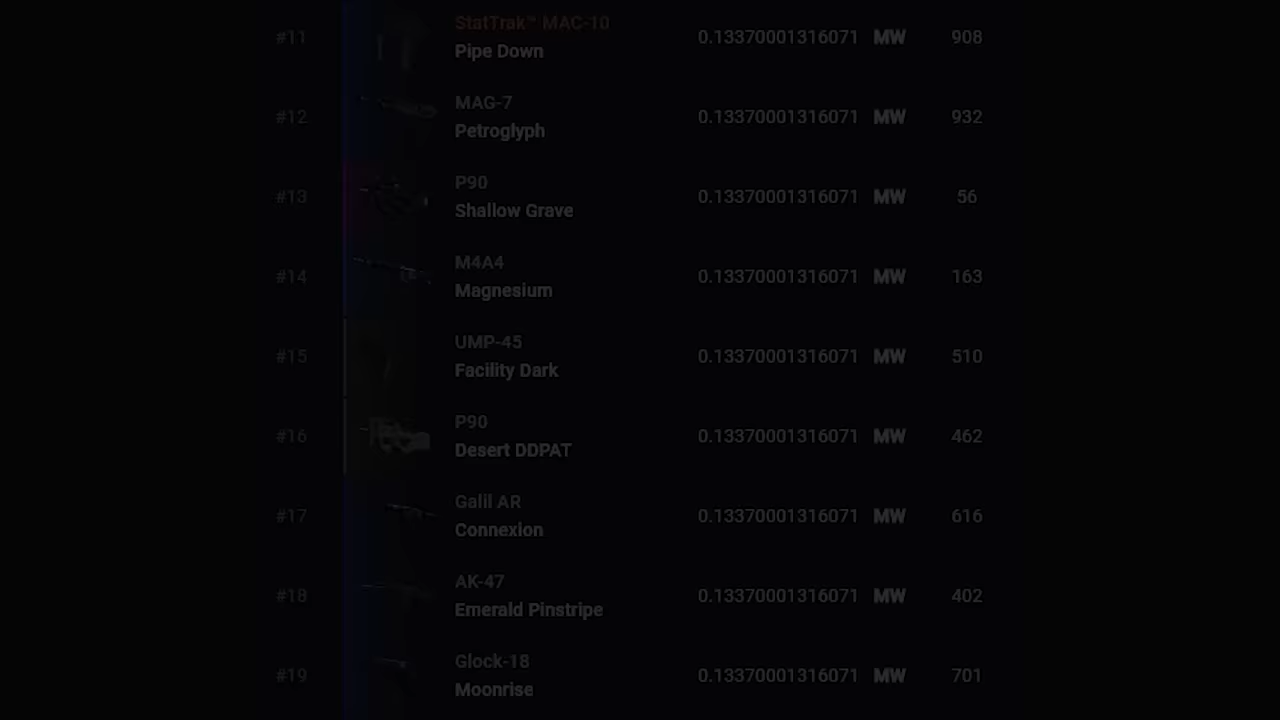 #11 StatTrak™ MAC-10 Pipe Down 0.13370001316071 MW 908
#12 MAG-7 Petroglyph 0.13370001316071 MW 932
#13 P90 Shallow Grave 0.13370001316071 MW 56
#14 M4A4 Magnesium 0.13370001316071 MW 163
#15 UMP-45 Facility Dark 0.13370001316071 MW 510
#16 P90 Desert DDPAT 0.13370001316071 MW 462
#17 Galil AR Connexion 0.13370001316071 MW 616
#18 AK-47 Emerald Pinstripe 0.13370001316071 MW 402
#19 Glock-18 Moonrise 0.13370001316071 MW 701